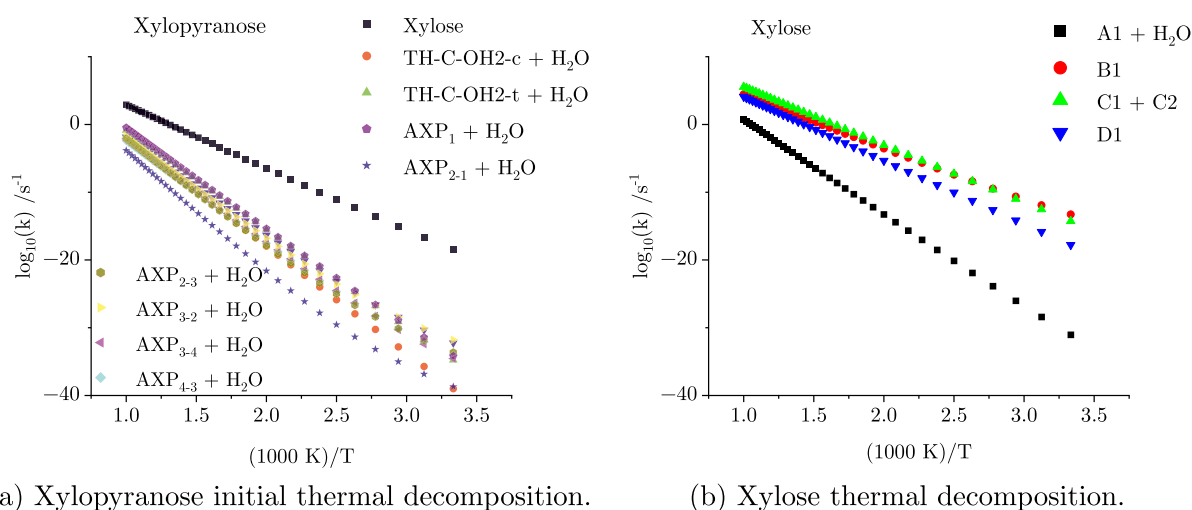 Xylopyranose
Xylose
TH-C-OH2-c + H₂O
TH-C-OH2-t + H₂O
AXP₁ + H₂O
AXP₂₋₁ + H₂O
AXP₂₋₃ + H₂O
AXP₃₋₂ + H₂O
AXP₃₋₄ + H₂O
AXP₄₋₃ + H₂O
log₁₀(k) /s⁻¹
0
−20
−40
1.0 1.5 2.0 2.5 3.0 3.5
(1000 K)/T
a) Xylopyranose initial thermal decomposition.
Xylose
A1 + H₂O
B1
C1 + C2
D1
log₁₀(k) /s⁻¹
0
−20
−40
1.0 1.5 2.0 2.5 3.0 3.5
(1000 K)/T
(b) Xylose thermal decomposition.